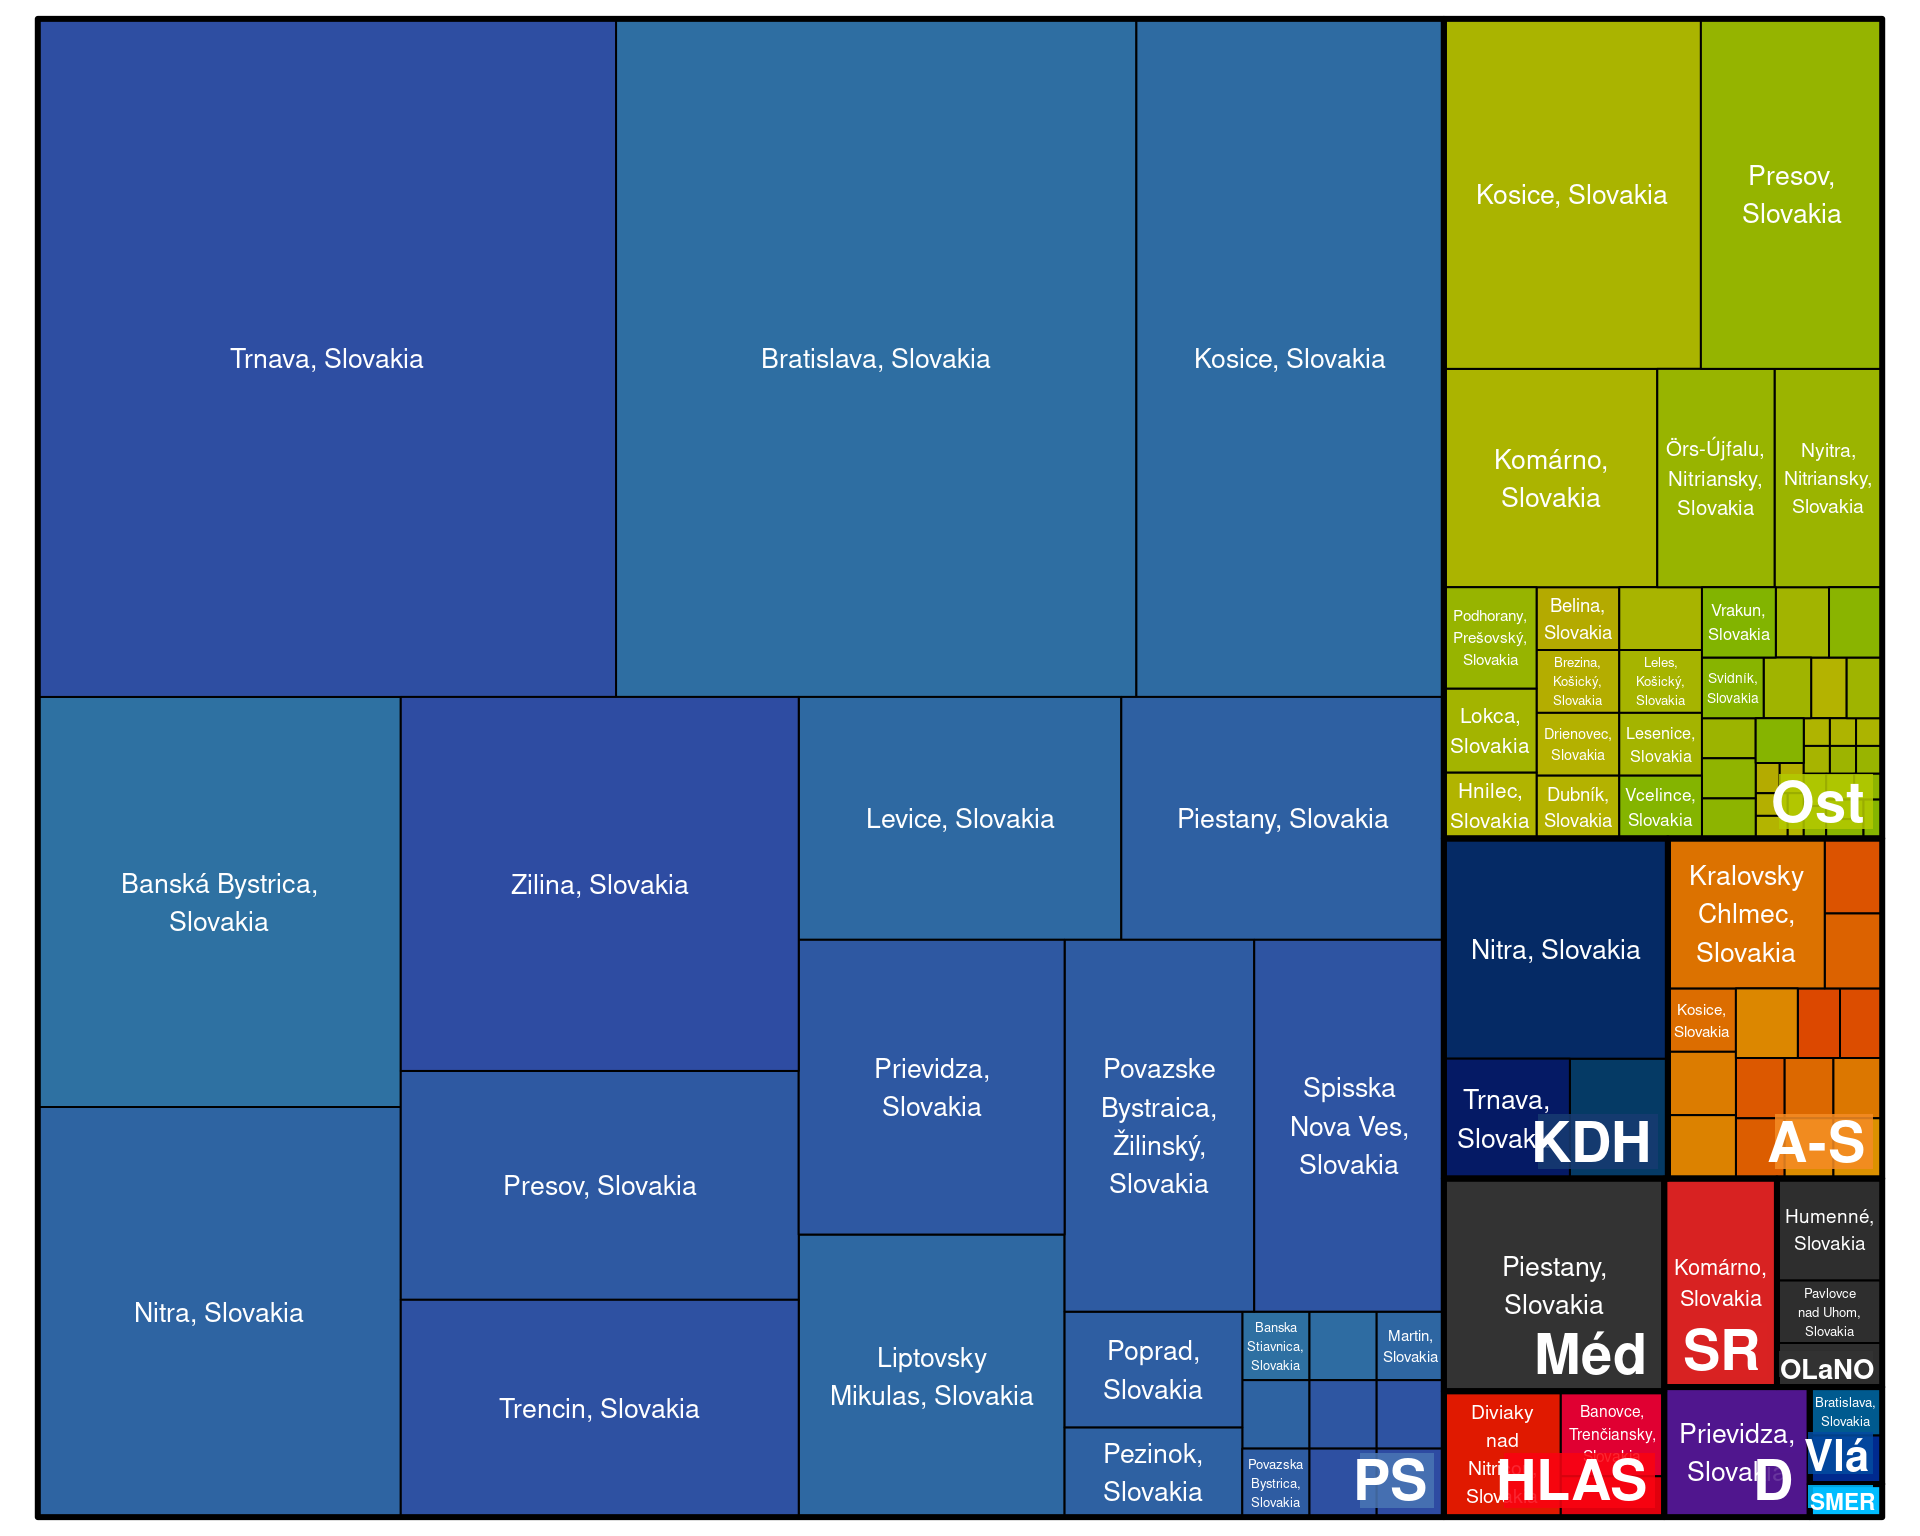 Trnava, Slovakia
Bratislava, Slovakia
Kosice, Slovakia
Banská Bystrica,
Slovakia
Nitra, Slovakia
Zilina, Slovakia
Presov, Slovakia
Trencin, Slovakia
Levice, Slovakia
Piestany, Slovakia
Prievidza,
Slovakia
Liptovsky
Mikulas, Slovakia
Povazske
Bystraica,
Žilinský,
Slovakia
Spisska
Nova Ves,
Slovakia
Poprad,
Slovakia
Pezinok,
Slovakia
Banska
Stiavnica,
Slovakia
Martin,
Slovakia
Povazska
Bystrica,
Slovakia
PS
Kosice, Slovakia
Presov,
Slovakia
Komárno,
Slovakia
Örs-Újfalu,
Nitriansky,
Slovakia
Nyitra,
Nitriansky,
Slovakia
Podhorany,
Prešovský,
Slovakia
Lokca,
Slovakia
Hnilec,
Slovakia
Belina,
Slovakia
Brezina,
Košický,
Slovakia
Drienovec,
Slovakia
Dubník,
Slovakia
Leles,
Košický,
Slovakia
Lesenice,
Slovakia
Vcelince,
Slovakia
Vrakun,
Slovakia
Svidník,
Slovakia
Ost
Nitra, Slovakia
Trnava,
Slovakia
KDH
Kralovsky
Chlmec,
Slovakia
Kosice,
Slovakia
A-S
Piestany,
Slovakia
Méd
Komárno,
Slovakia
SR
Humenné,
Slovakia
Pavlovce
nad Uhom,
Slovakia
OLaNO
Diviaky
nad
Slovakia
Banovce,
Trenčiansky,
Slovakia
HLAS
Prievidza,
Slovakia
D
Bratislava,
Slovakia
Vlá
SMER